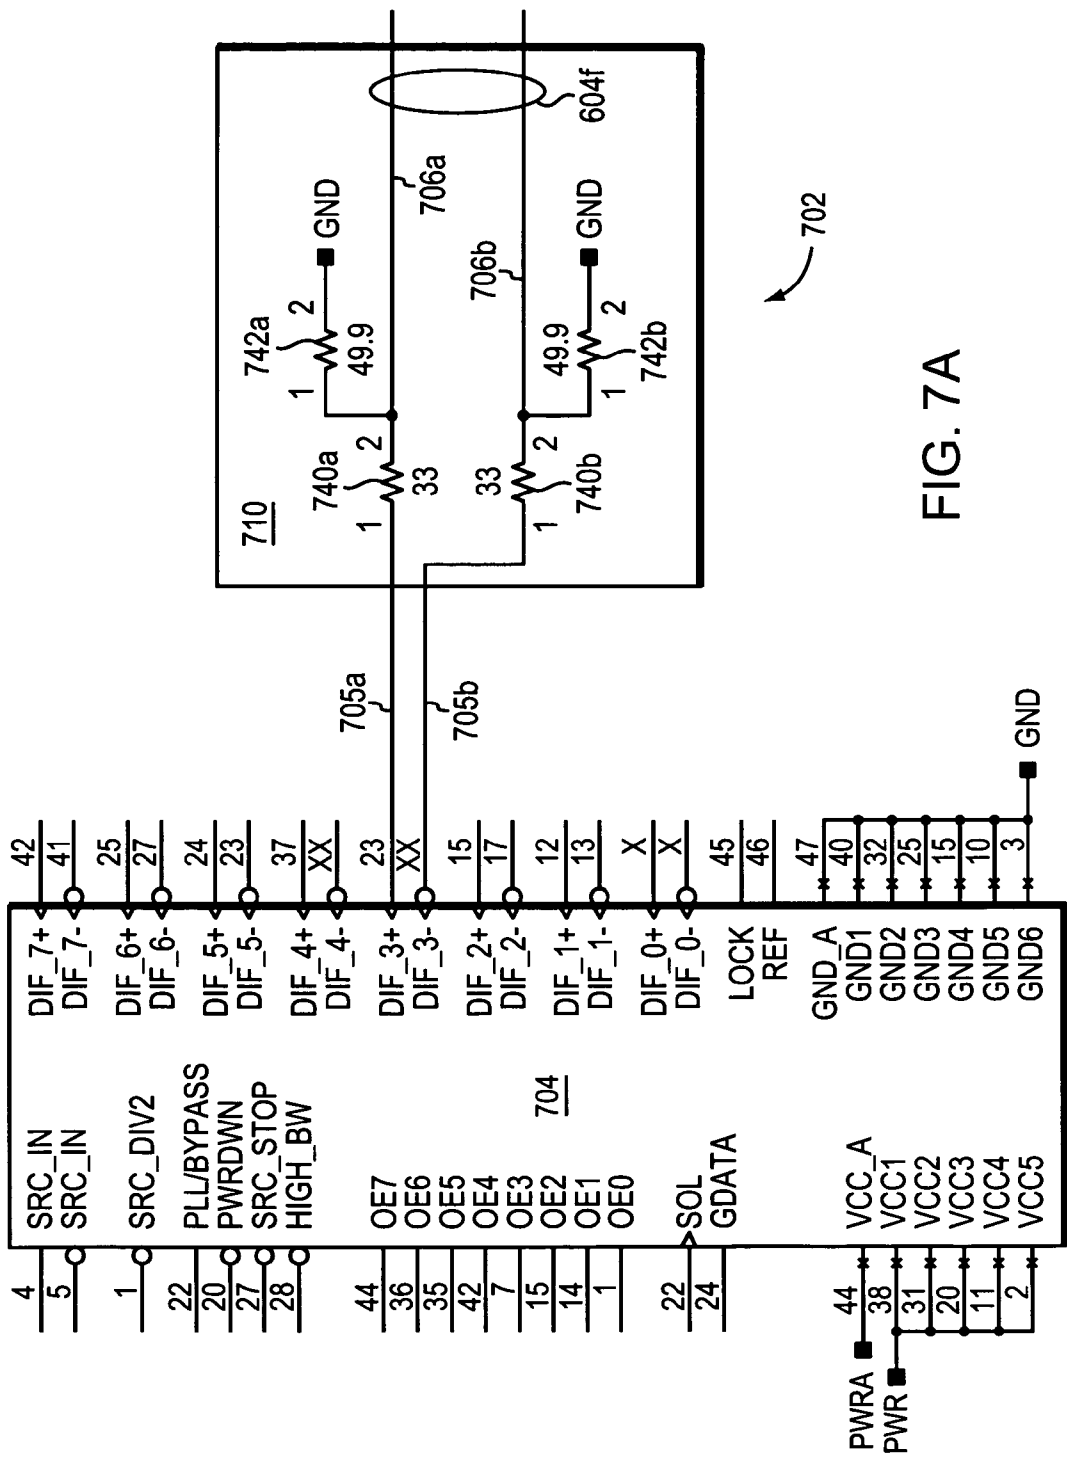 SRC_IN
SRC_IN
SRC_DIV2
PLL/BYPASS
PWRDWN
SRC_STOP
HIGH_BW
OE7
OE6
OE5
OE4
OE3
OE2
OE1
OE0
SOL
GDATA
VCC_A
VCC1
VCC2
VCC3
VCC4
VCC5
4
5
1
22
20
27
28
44
36
35
42
7
15
14
1
22
24
44
38
31
20
11
2
PWRA
PWR
704
DIF_7+
DIF_7-
DIF_6+
DIF_6-
DIF_5+
DIF_5-
DIF_4+
DIF_4-
DIF_3+
DIF_3-
DIF_2+
DIF_2-
DIF_1+
DIF_1-
DIF_0+
DIF_0-
LOCK
REF
GND_A
GND1
GND2
GND3
GND4
GND5
GND6
42
41
25
27
24
23
37
XX
23
XX
15
17
12
13
X
X
45
46
47
40
32
25
15
10
3
GND
705a
705b
710
1
740a
2
33
1
742a
2
49.9
GND
706a
33
1
740b
2
49.9
1
742b
2
GND
706b
604f
702
FIG. 7A